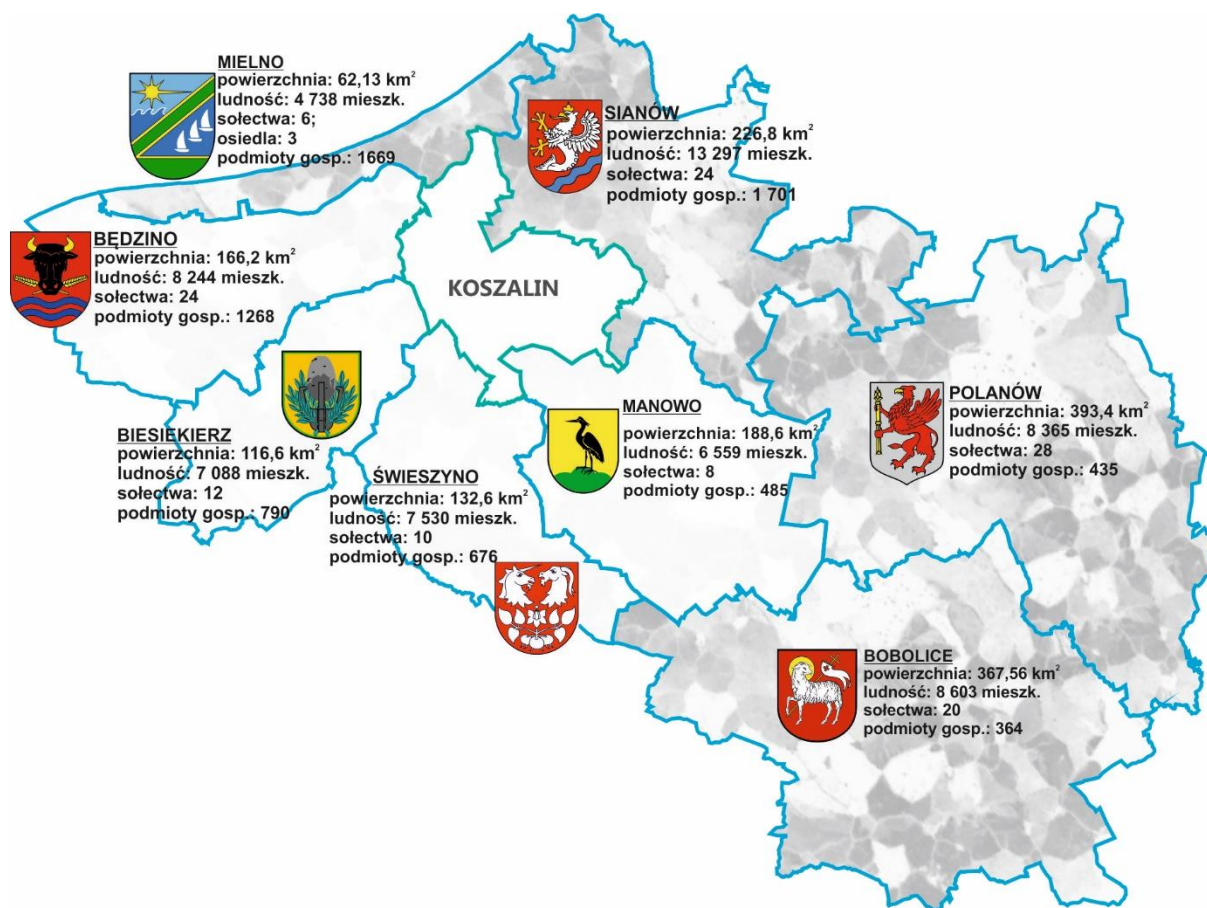 MIELNO
powierzchnia: 62,13 km²
ludność: 4 738 mieszk.
sołectwa: 6;
osiedla: 3
podmioty gosp.: 1669
SIANÓW
powierzchnia: 226,8 km²
ludność: 13 297 mieszk.
sołectwa: 24
podmioty gosp.: 1 701
BĘDZINO
powierzchnia: 166,2 km²
ludność: 8 244 mieszk.
sołectwa: 24
podmioty gosp.: 1268
KOSZALIN
BIESIEKIERZ
powierzchnia: 116,6 km²
ludność: 7 088 mieszk.
sołectwa: 12
podmioty gosp.: 790
ŚWIESZYNO
powierzchnia: 132,6 km²
ludność: 7 530 mieszk.
sołectwa: 10
podmioty gosp.: 676
MANOWO
powierzchnia: 188,6 km²
ludność: 6 559 mieszk.
sołectwa: 8
podmioty gosp.: 485
POLANÓW
powierzchnia: 393,4 km²
ludność: 8 365 mieszk.
sołectwa: 28
podmioty gosp.: 435
BOBOLICE
powierzchnia: 367,56 km²
ludność: 8 603 mieszk.
sołectwa: 20
podmioty gosp.: 364